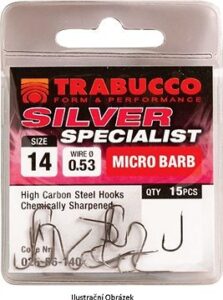 TRABUCCO
FORM & PERFORMANCE
SILVER
SPECIALIST
SIZE
14
WIRE Ø
0.53
MICRO BARB
QTY 15PCS
High Carbon Steel Hooks
Chemically Sharpened
Code Nr.
Ilustrační Obrázek